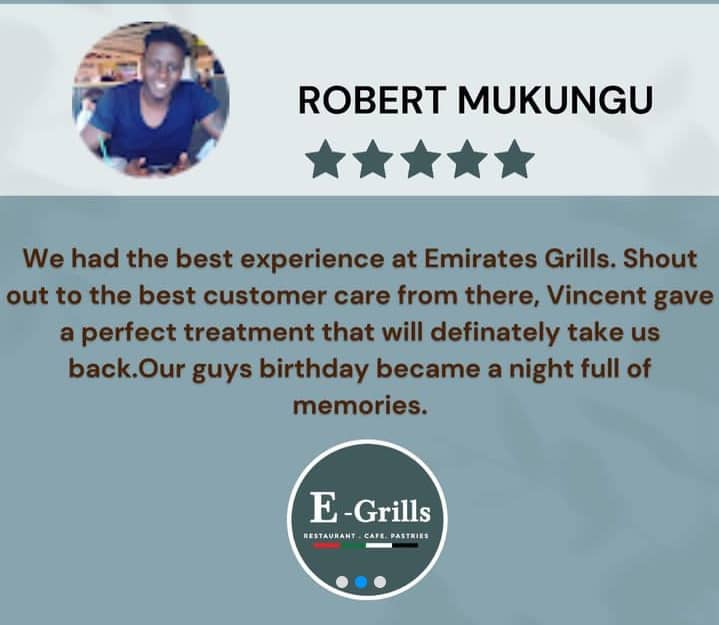 ROBERT MUKUNGU
We had the best experience at Emirates Grills. Shout
out to the best customer care from there, Vincent gave
a perfect treatment that will definately take us
back.Our guys birthday became a night full of
memories.
E -Grills
RESTAURANT . CAFE. PASTRIES